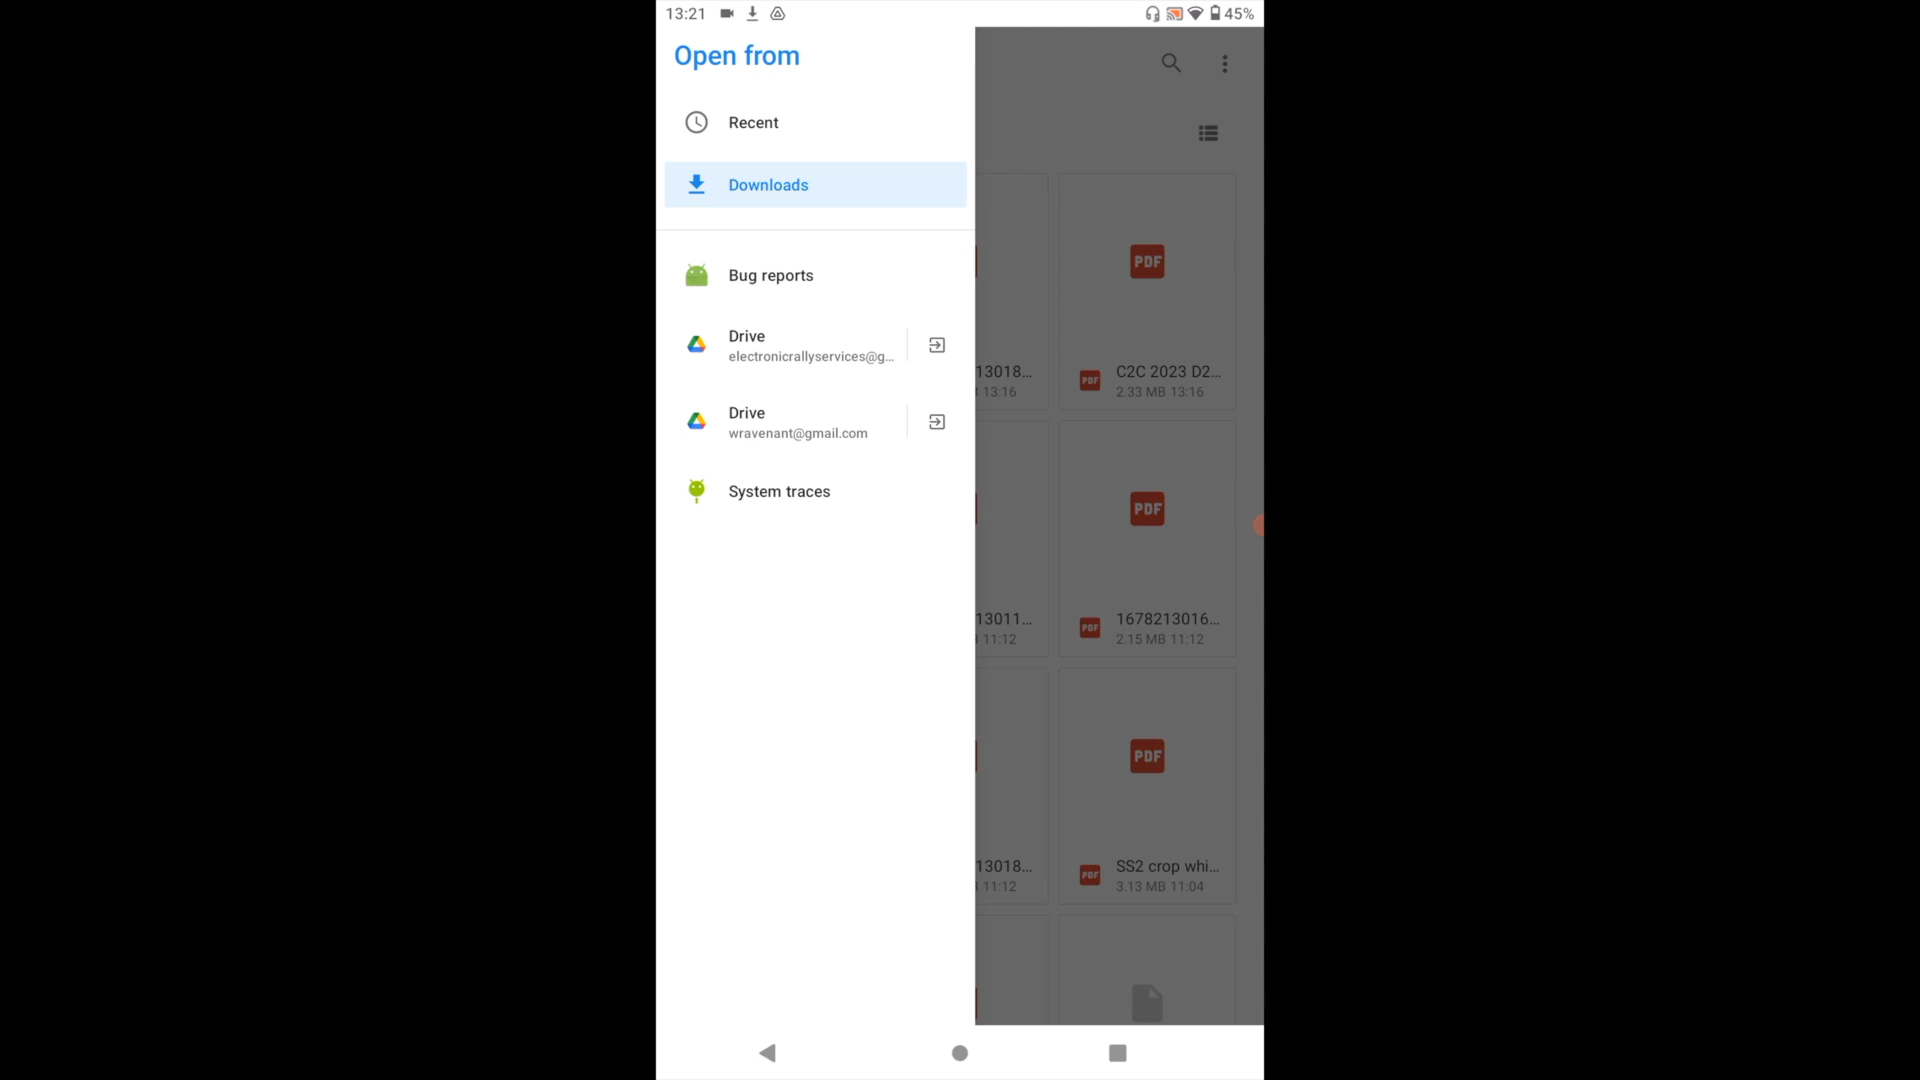 13:21
45%
Open from
Recent
Downloads
Bug reports
Drive
electronicrallyservices@g...
Drive
wravenant@gmail.com
System traces
PDF
13018...
13:16
PDF
C2C 2023 D2...
2.33 MB 13:16
PDF
13011...
11:12
PDF
1678213016...
2.15 MB 11:12
PDF
13018...
11:12
PDF
SS2 crop whi...
3.13 MB 11:04